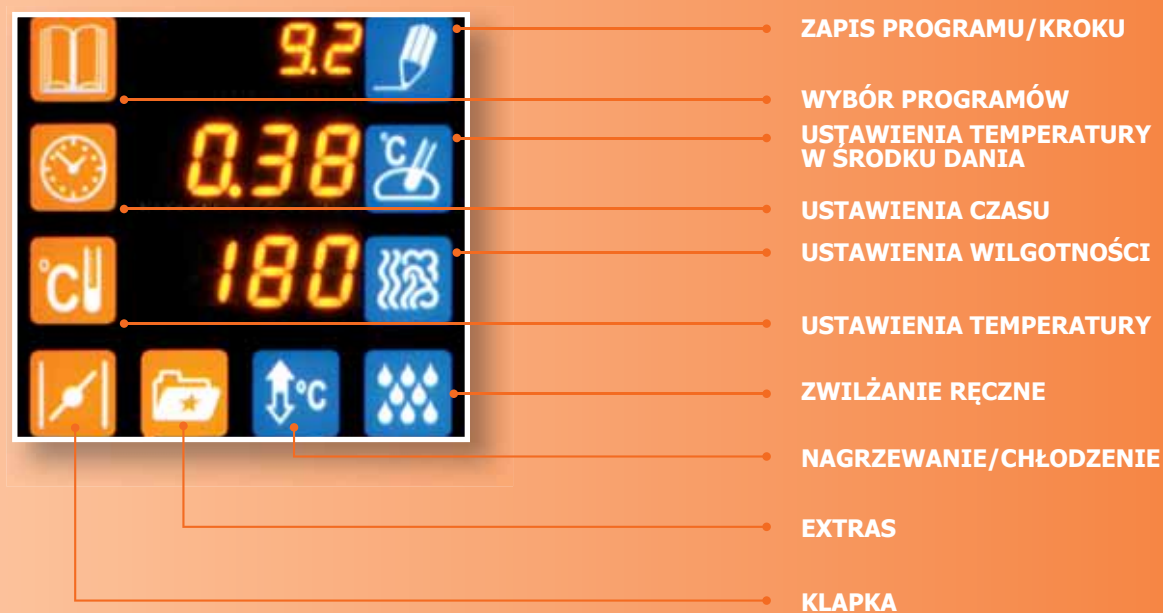 9.2
ZAPIS PROGRAMU/KROKU
WYBÓR PROGRAMÓW
0.38
°C
USTAWIENIA TEMPERATURY
W ŚRODKU DANIA
USTAWIENIA CZASU
°C
180
USTAWIENIA WILGOTNOŚCI
USTAWIENIA TEMPERATURY
°C
ZWILŻANIE RĘCZNE
NAGRZEWANIE/CHŁODZENIE
EXTRAS
KLAPKA